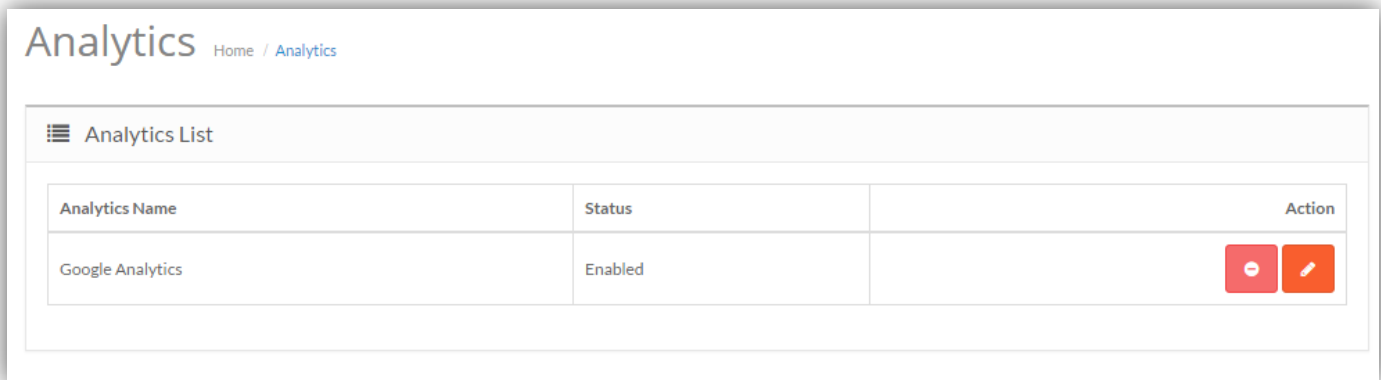 Analytics Home / Analytics
Analytics List
Analytics Name Status Action
Google Analytics Enabled